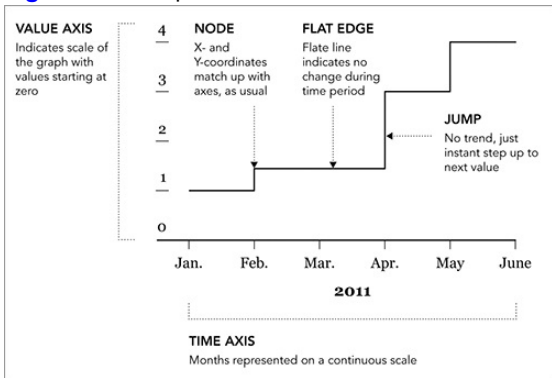 VALUE AXIS
Indicates scale of
the graph with
values starting at
zero
NODE
X- and
Y-coordinates
match up with
axes, as usual
FLAT EDGE
Flate line
indicates no
change during
time period
JUMP
No trend, just
instant step up to
next value
4
3
2
1
0
Jan. Feb. Mar. Apr. May June
2011
TIME AXIS
Months represented on a continuous scale